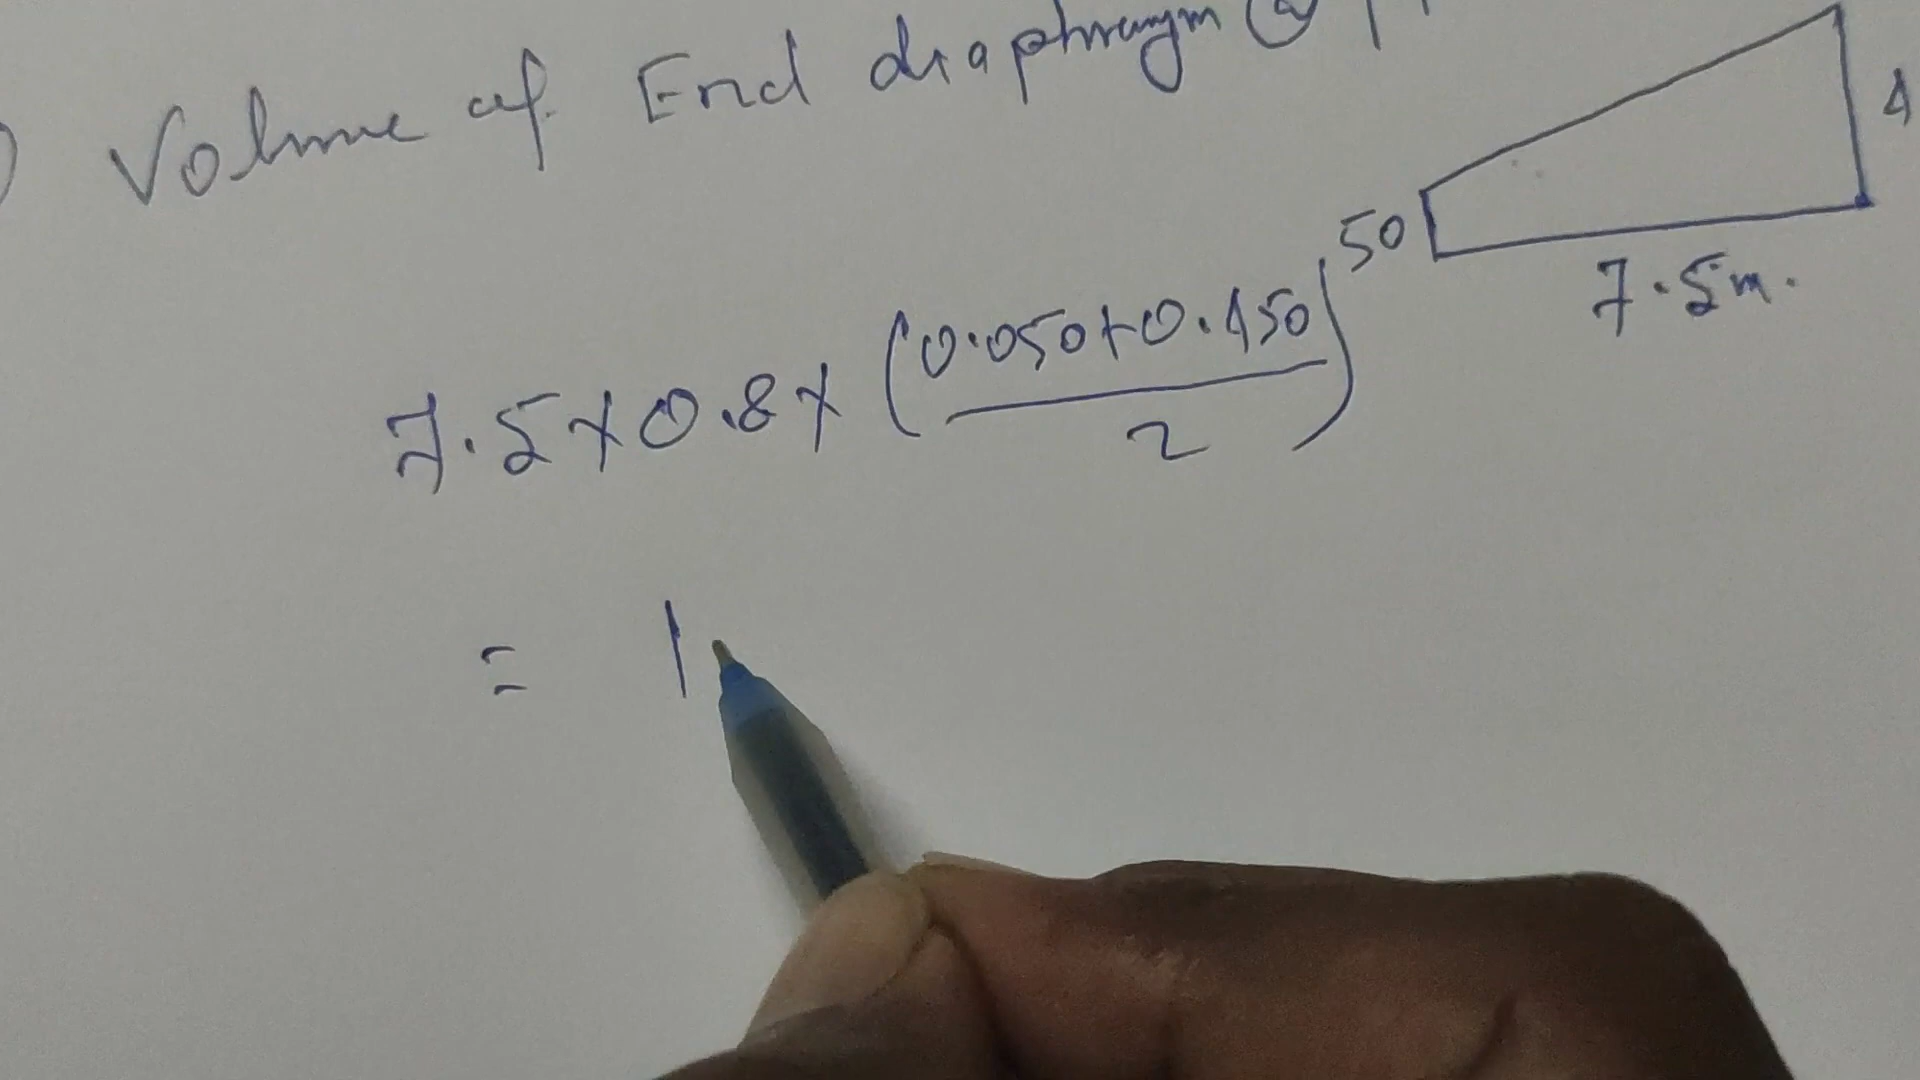 Volume of End diaphragm @
4
50
7.5m.
7.5 x 0.8 x (0.050+0.450 / 2)
= 1